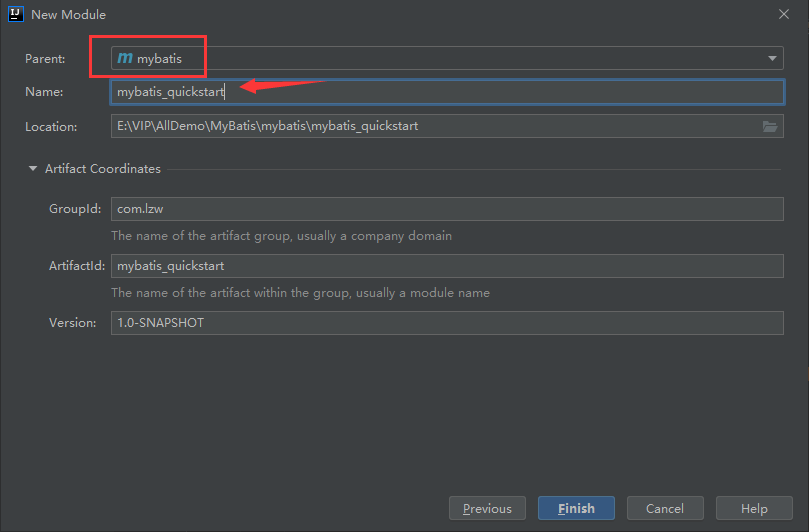 IJ New Module
Parent: m mybatis
Name: mybatis_quickstart
Location: E:\VIP\AllDemo\MyBatis\mybatis\mybatis_quickstart
Artifact Coordinates
GroupId: com.lzw
The name of the artifact group, usually a company domain
ArtifactId: mybatis_quickstart
The name of the artifact within the group, usually a module name
Version: 1.0-SNAPSHOT
Previous Finish Cancel Help